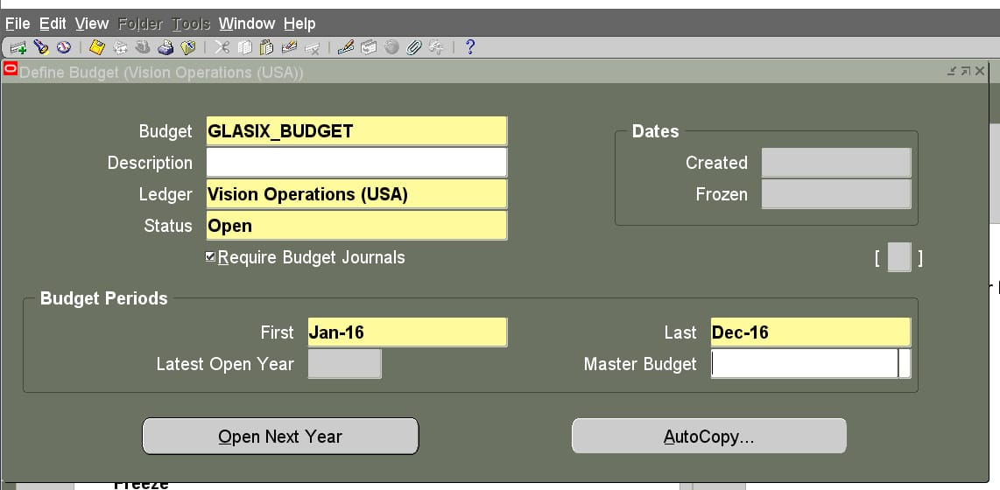 File Edit View Folder Tools Window Help
Define Budget (Vision Operations (USA))
Budget GLASIX_BUDGET
Description
Ledger Vision Operations (USA)
Status Open
Require Budget Journals
Dates
Created
Frozen
[ ]
Budget Periods
First Jan-16 Last Dec-16
Latest Open Year Master Budget
Open Next Year AutoCopy...
Freeze